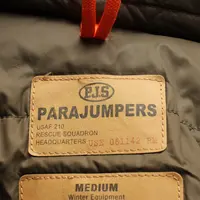 PJS
PARAJUMPERS
USAF 210
RESCUE SQUADRON
HEADQUARTERS
MEDIUM
Winter Equipment